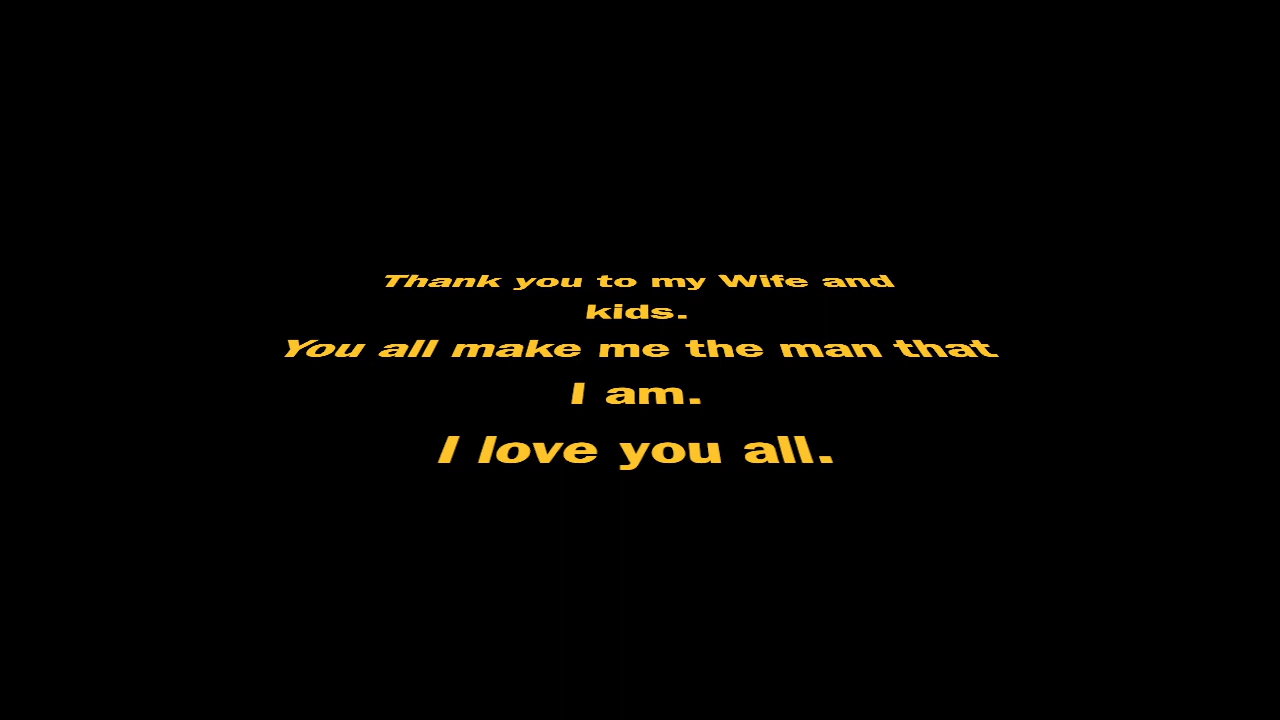 Thank you to my Wife and
kids.
You all make me the man that
I am.
I love you all.